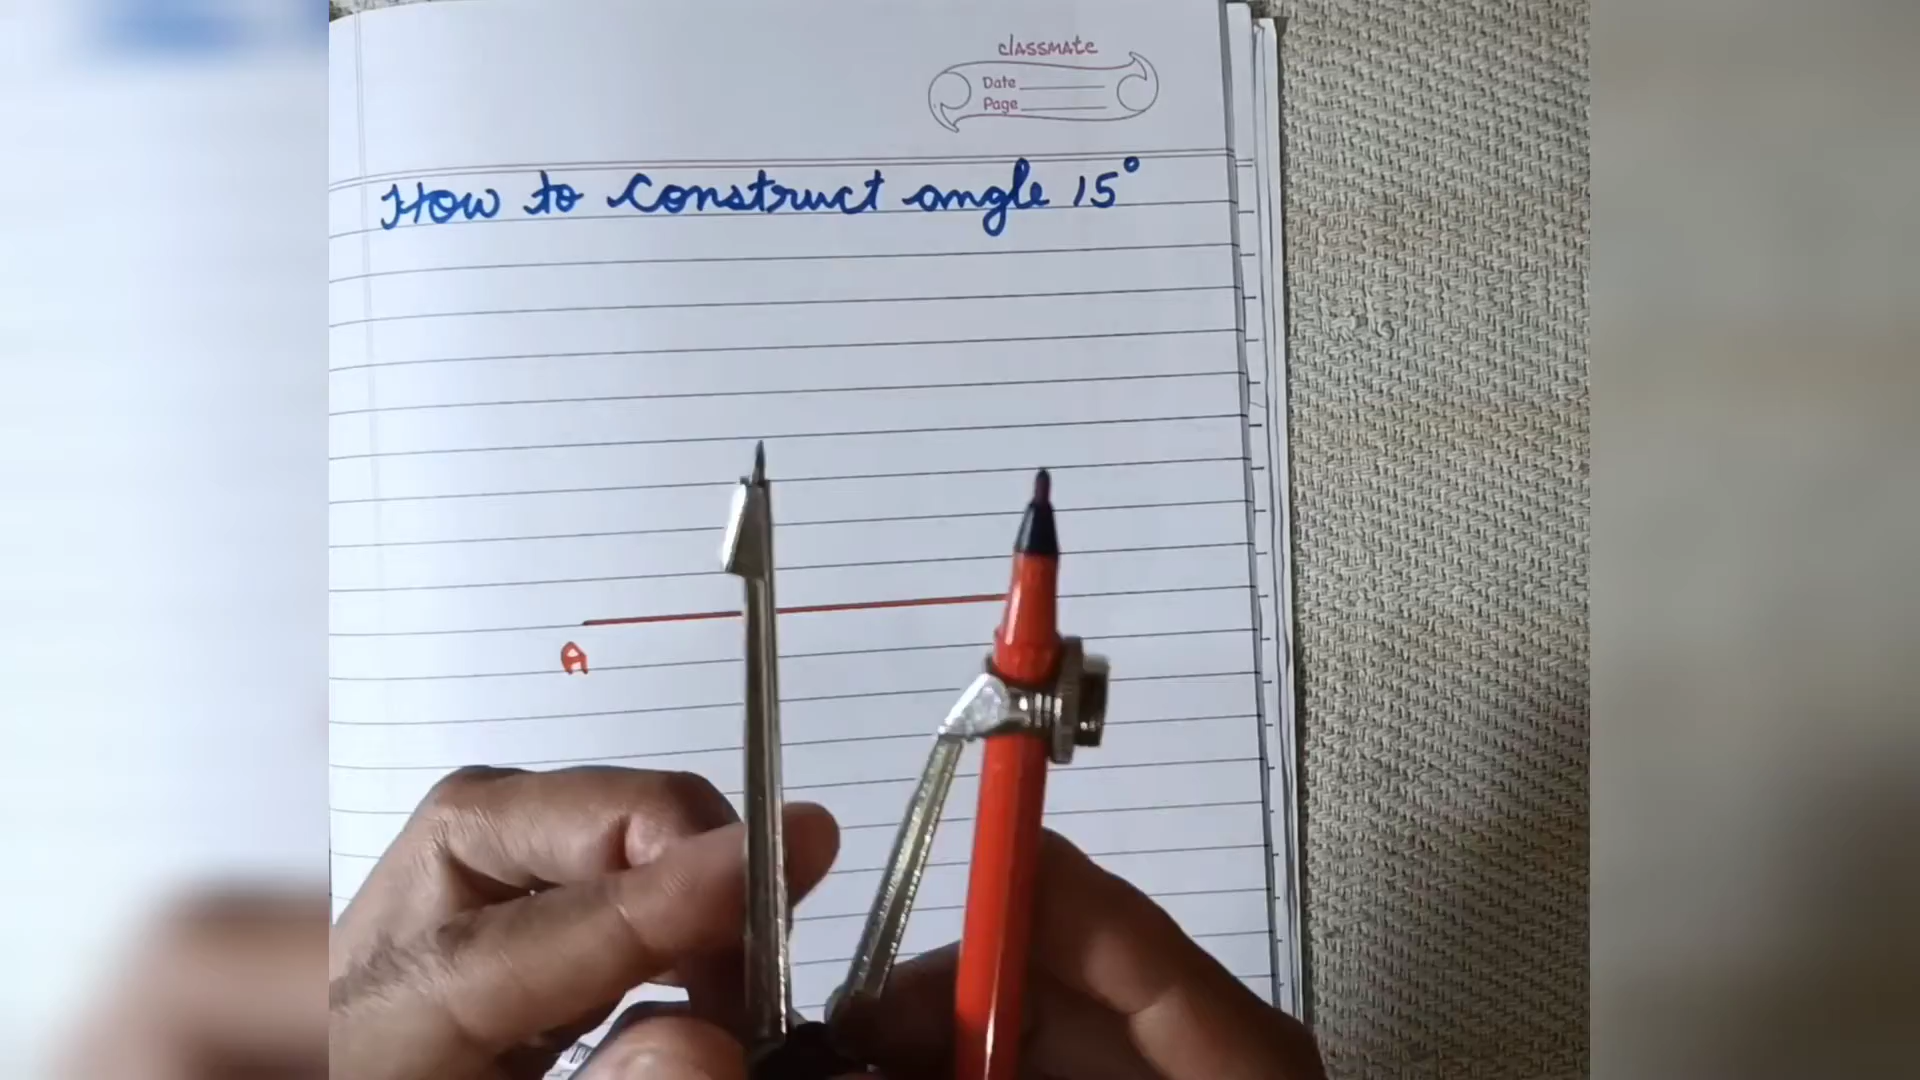 classmate
Date
Page
How to construct angle 15°
A